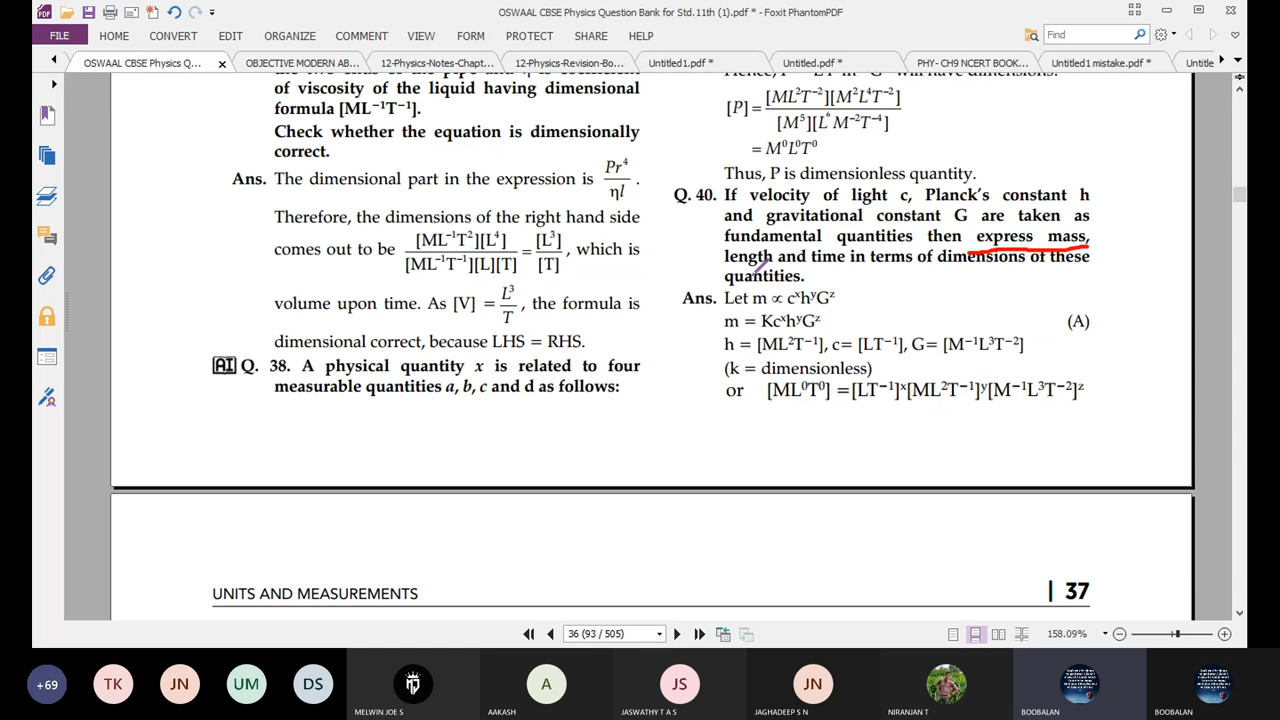 OSWAAL CBSE Physics Question Bank for Std.11th (1).pdf * - Foxit PhantomPDF
FILE HOME CONVERT EDIT ORGANIZE COMMENT VIEW FORM PROTECT SHARE HELP
Find
OSWAAL CBSE Physics Q... x OBJECTIVE MODERN AB... 12-Physics-Notes-Chapt... 12-Physics-Revision-Bo... Untitled1.pdf * Untitled.pdf * PHY- CH9 NCERT BOOK... Untitled1 mistake.pdf * Untitle
of viscosity of the liquid having dimensional
formula [ML⁻¹T⁻¹].
Check whether the equation is dimensionally
correct.
Ans. The dimensional part in the expression is Pr⁴/ηl .
Therefore, the dimensions of the right hand side
comes out to be [ML⁻¹T²][L⁴]/[ML⁻¹T⁻¹][L][T] = [L³]/[T], which is
volume upon time. As [V] = L³/T, the formula is
dimensional correct, because LHS = RHS.
AI Q. 38. A physical quantity x is related to four
measurable quantities a, b, c and d as follows:
[P] = [ML²T⁻²][M²L⁴T⁻²]/[M⁵][L⁶M⁻²T⁻⁴]
= M⁰L⁰T⁰
Thus, P is dimensionless quantity.
Q. 40. If velocity of light c, Planck's constant h
and gravitational constant G are taken as
fundamental quantities then express mass,
length and time in terms of dimensions of these
quantities.
Ans. Let m ∝ cˣhʸGᶻ
m = KcˣhʸGᶻ (A)
h = [ML²T⁻¹], c= [LT⁻¹], G= [M⁻¹L³T⁻²]
(k = dimensionless)
or [ML⁰T⁰] =[LT⁻¹]ˣ[ML²T⁻¹]ʸ[M⁻¹L³T⁻²]ᶻ
UNITS AND MEASUREMENTS | 37
36 (93 / 505) 158.09%
+69 TK JN UM DS A JS JN
MELWIN JOE S AAKASH JASWATHY T A S JAGHADEEP S N NIRANJAN T BOOBALAN BOOBALAN